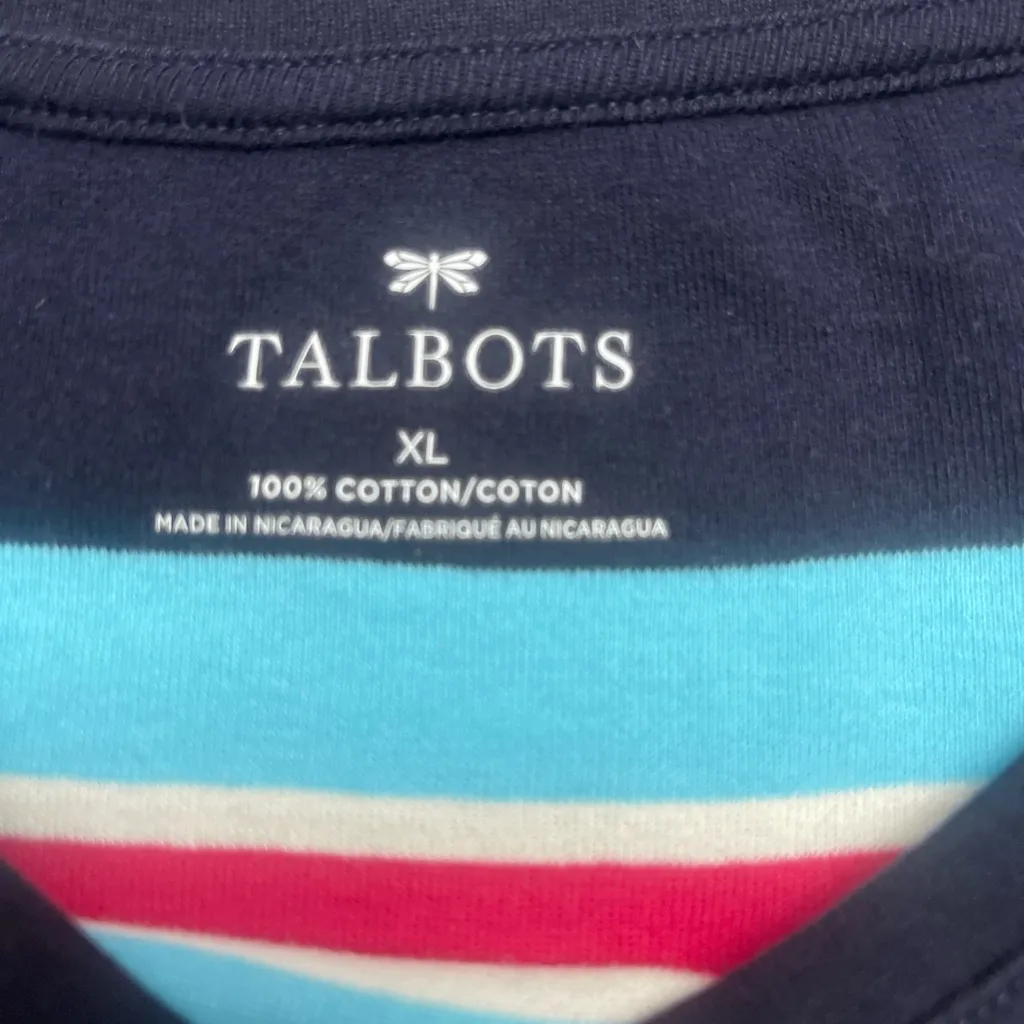 TALBOTS
XL
100% COTTON/COTON
MADE IN NICARAGUA/FABRIQUÉ AU NICARAGUA